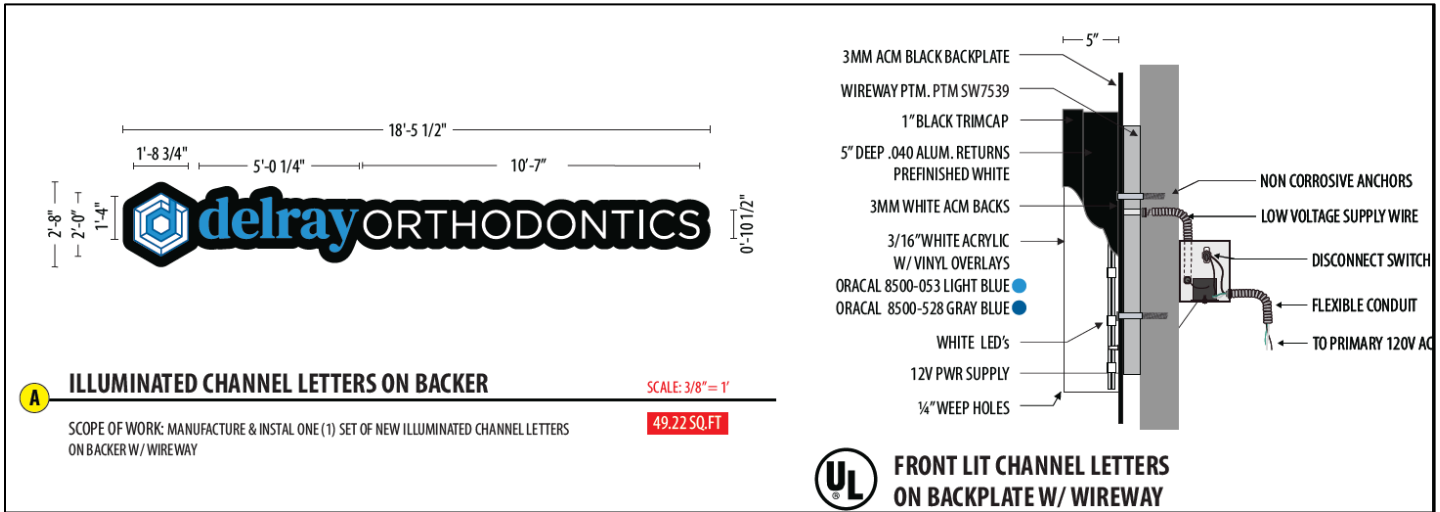 18'-5 1/2"
1'-8 3/4"
5'-0 1/4"
10'-7"
2'-8"
2'-0"
1'-4"
delray ORTHODONTICS
0'-10 1/2"
A
ILLUMINATED CHANNEL LETTERS ON BACKER
SCALE: 3/8" = 1'
SCOPE OF WORK: MANUFACTURE & INSTAL ONE (1) SET OF NEW ILLUMINATED CHANNEL LETTERS
ON BACKER W/ WIREWAY
49.22 SQ.FT
5"
3MM ACM BLACK BACKPLATE
WIREWAY PTM. PTM SW7539
1" BLACK TRIMCAP
5" DEEP .040 ALUM. RETURNS
PREFINISHED WHITE
3MM WHITE ACM BACKS
3/16" WHITE ACRYLIC
W/ VINYL OVERLAYS
ORACAL 8500-053 LIGHT BLUE
ORACAL 8500-528 GRAY BLUE
WHITE LED's
12V PWR SUPPLY
¼" WEEP HOLES
NON CORROSIVE ANCHORS
LOW VOLTAGE SUPPLY WIRE
DISCONNECT SWITCH
FLEXIBLE CONDUIT
TO PRIMARY 120V AC
UL ®
FRONT LIT CHANNEL LETTERS
ON BACKPLATE W/ WIREWAY